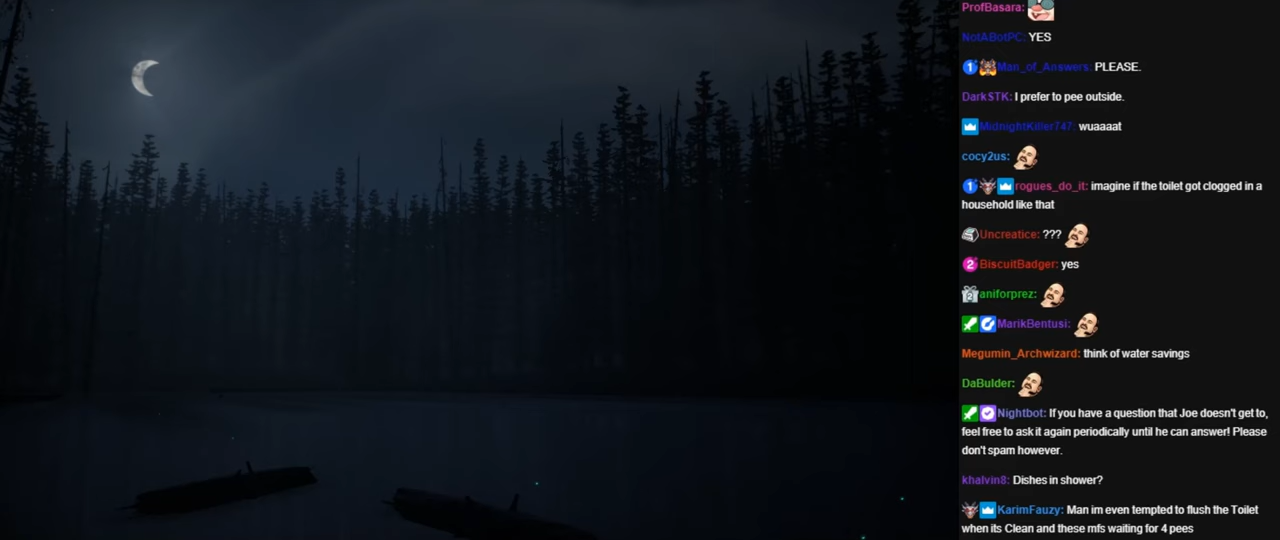 ProfBasara:
NotABotPC: YES
Man_of_Answers: PLEASE.
DarkSTK: I prefer to pee outside.
MidnightKiller747: wuaaaat
cocy2us:
rogues_do_it: imagine if the toilet got clogged in a
household like that
Uncreatice: ???
2 BiscuitBadger: yes
2 aniforprez:
MarikBentusi:
Megumin_Archwizard: think of water savings
DaBulder:
Nightbot: If you have a question that Joe doesn't get to,
feel free to ask it again periodically until he can answer! Please
don't spam however.
khalvin8: Dishes in shower?
KarimFauzy: Man im even tempted to flush the Toilet
when its Clean and these mfs waiting for 4 pees